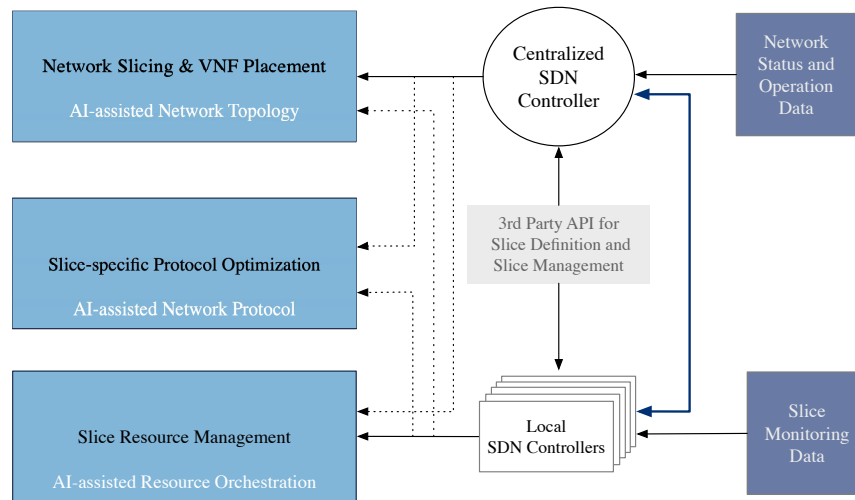 Network Slicing & VNF Placement
AI-assisted Network Topology
Centralized
SDN
Controller
Network
Status and
Operation
Data
3rd Party API for
Slice Definition and
Slice Management
Slice-specific Protocol Optimization
AI-assisted Network Protocol
Slice Resource Management
AI-assisted Resource Orchestration
Local
SDN Controllers
Slice
Monitoring
Data